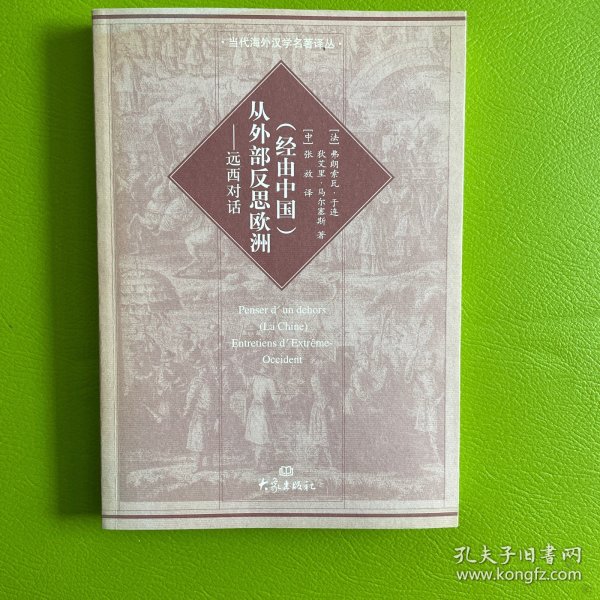 ·当代海外汉学名著译丛·
（经由中国）
从外部反思欧洲
——远西对话
[法] 弗朗索瓦·于连
狄艾里·马尔塞斯 著
[中] 张放 译
Penser d'un dehors
(La Chine)
Entretiens d'Extrême-
Occident
大象出版社
孔夫子旧书网
www.kongfz.com